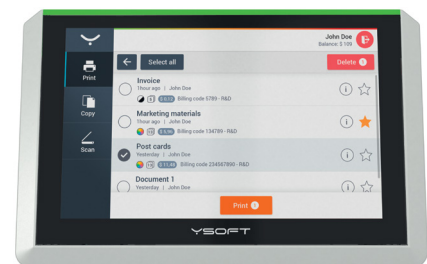 John Doe
Balance: $ 199
Print
Select all
Delete
Invoice
1hour ago | John Doe
Billing code 5789 - R&D
Copy
Marketing materials
1hour ago | John Doe
Billing code 134789 - R&D
Scan
Post cards
Yesterday | John Doe
Billing code 234567890 - R&D
Document 1
Yesterday | John Doe
Print
YSOFT